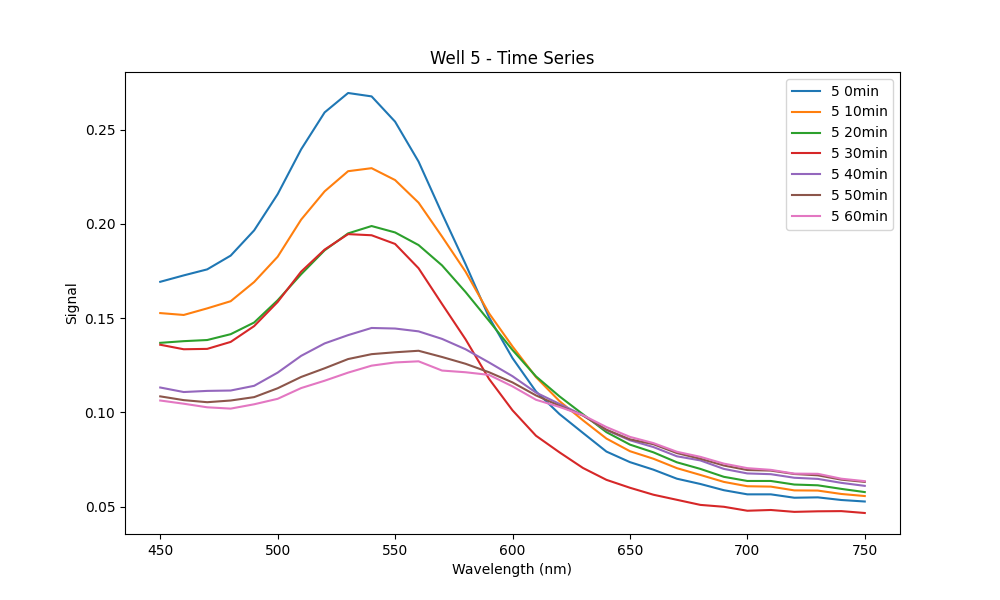 Well 5 - Time Series
5 0min
5 10min
5 20min
5 30min
5 40min
5 50min
5 60min
Signal
0.25
0.20
0.15
0.10
0.05
450 500 550 600 650 700 750
Wavelength (nm)